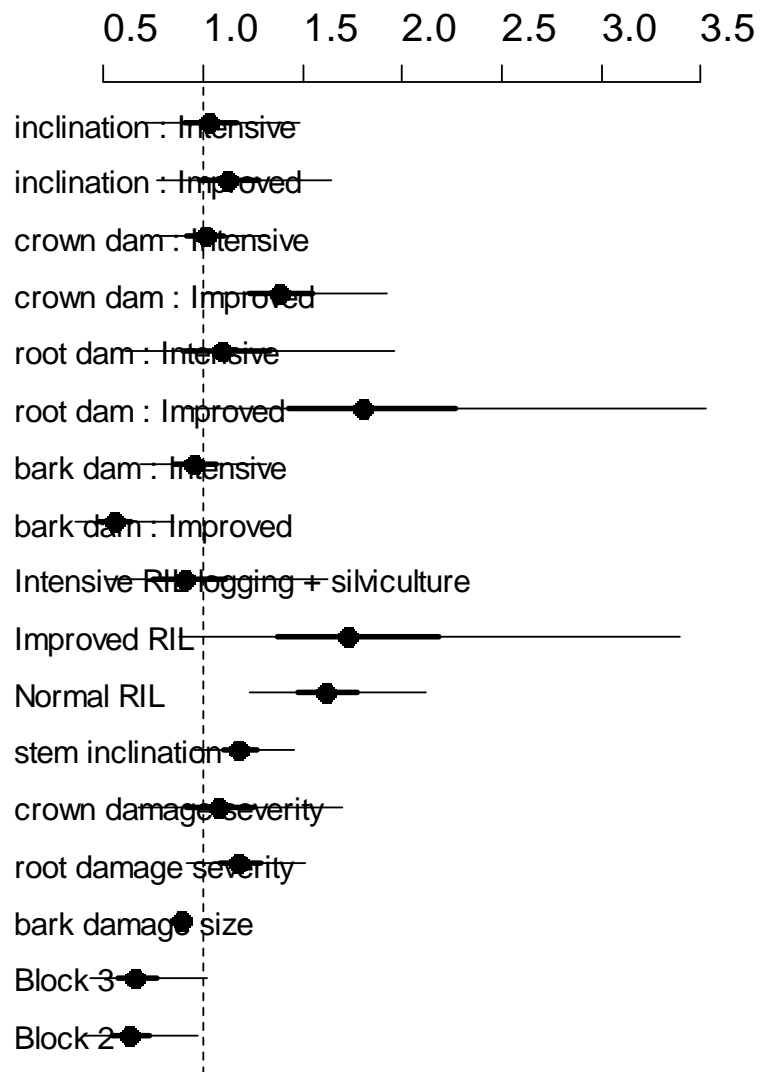 0.5 1.0 1.5 2.0 2.5 3.0 3.5
inclination : Intensive
inclination : Improved
crown dam : Intensive
crown dam : Improved
root dam : Intensive
root dam : Improved
bark dam : Intensive
bark dam : Improved
Intensive RIL logging + silviculture
Improved RIL
Normal RIL
stem inclination
crown damage severity
root damage severity
bark damage size
Block 3
Block 2